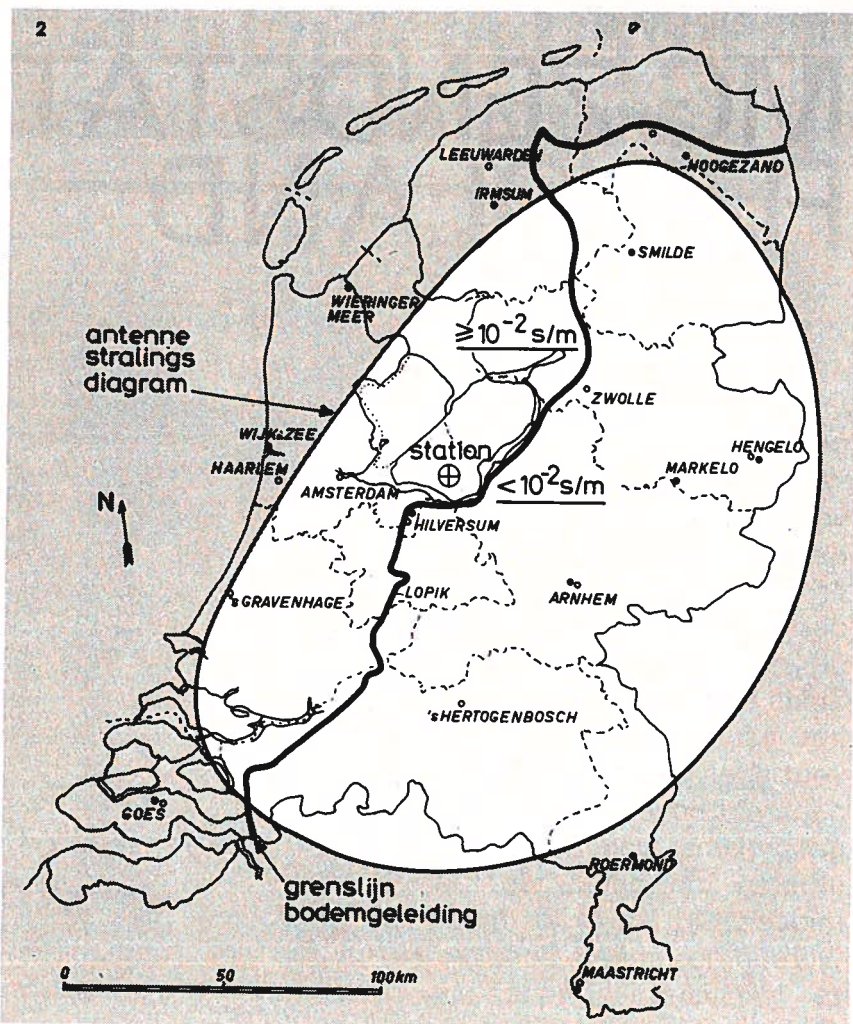 2
LEEUWARDEN
HOOGEZAND
IRMSUM
SMILDE
WIERINGER
MEER
≥10⁻² s/m
antenne
stralings
diagram
ZWOLLE
WIJK.ZEE
HAARLEM
station
HENGELO
MARKELO
AMSTERDAM
<10⁻² s/m
N
HILVERSUM
LOPIK
ARNHEM
's GRAVENHAGE
'sHERTOGENBOSCH
GOES
ROERMOND
grenslijn
bodemgeleiding
MAASTRICHT
0 50 100km